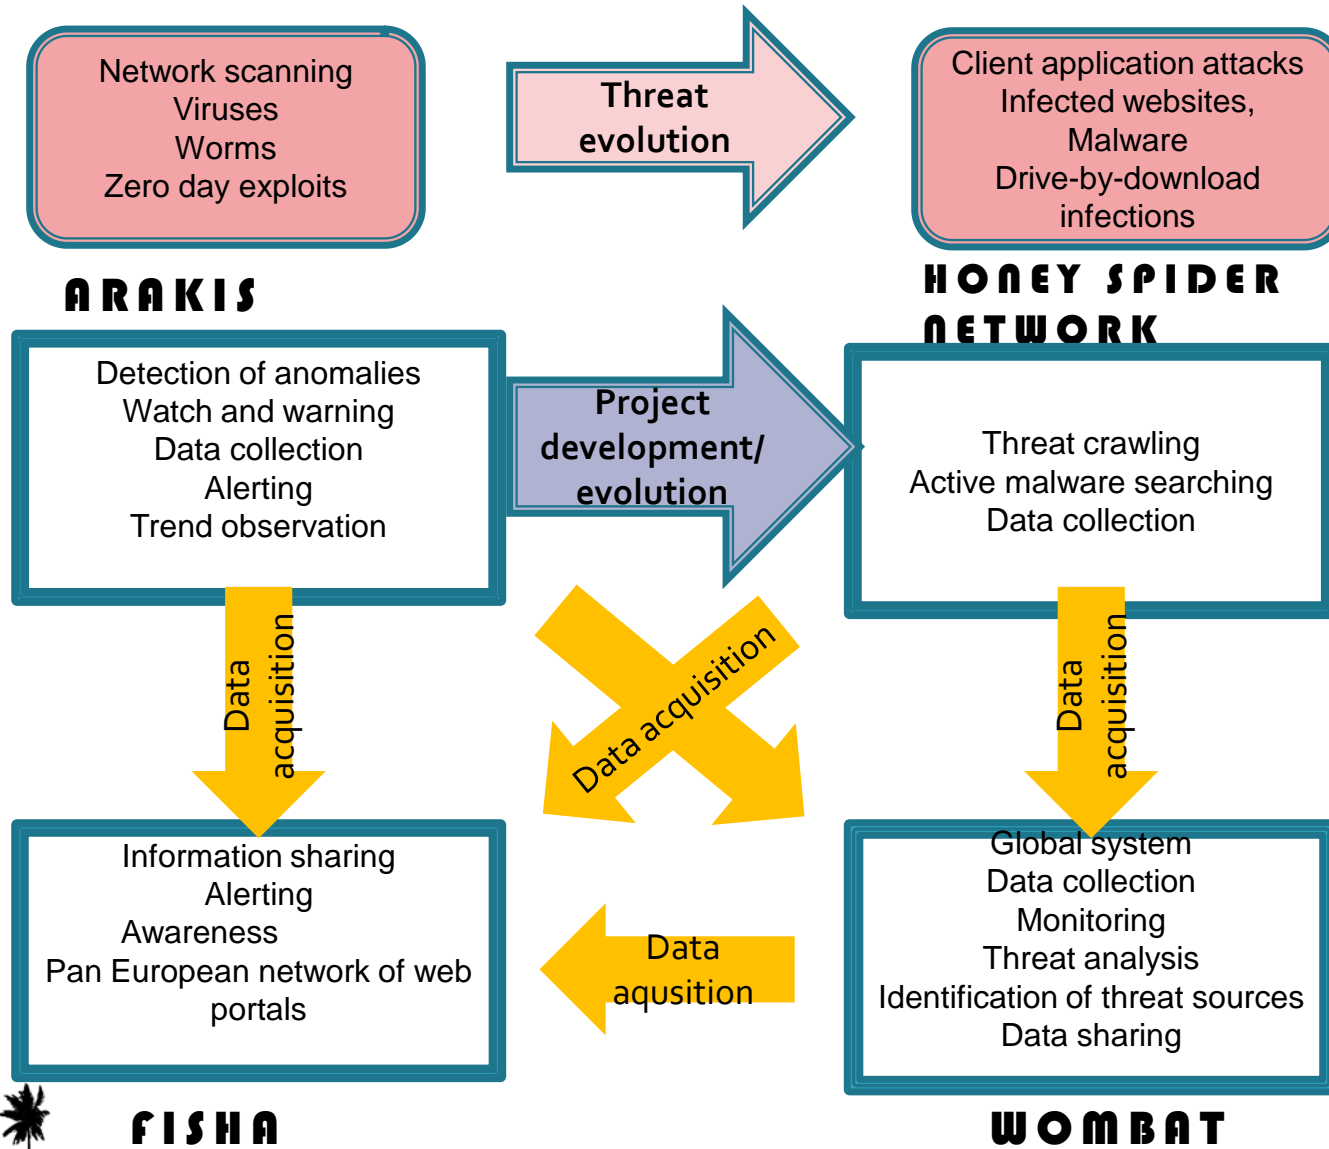 Network scanning
Viruses
Worms
Zero day exploits
Threat
evolution
Client application attacks
Infected websites,
Malware
Drive-by-download
infections
ARAKIS
HONEY SPIDER
NETWORK
Detection of anomalies
Watch and warning
Data collection
Alerting
Trend observation
Project
development/
evolution
Threat crawling
Active malware searching
Data collection
Data
acquisition
Data acquisition
Data
acquisition
Information sharing
Alerting
Awareness
Pan European network of web
portals
Data
aqusition
Global system
Data collection
Monitoring
Threat analysis
Identification of threat sources
Data sharing
FISHA
WOMBAT